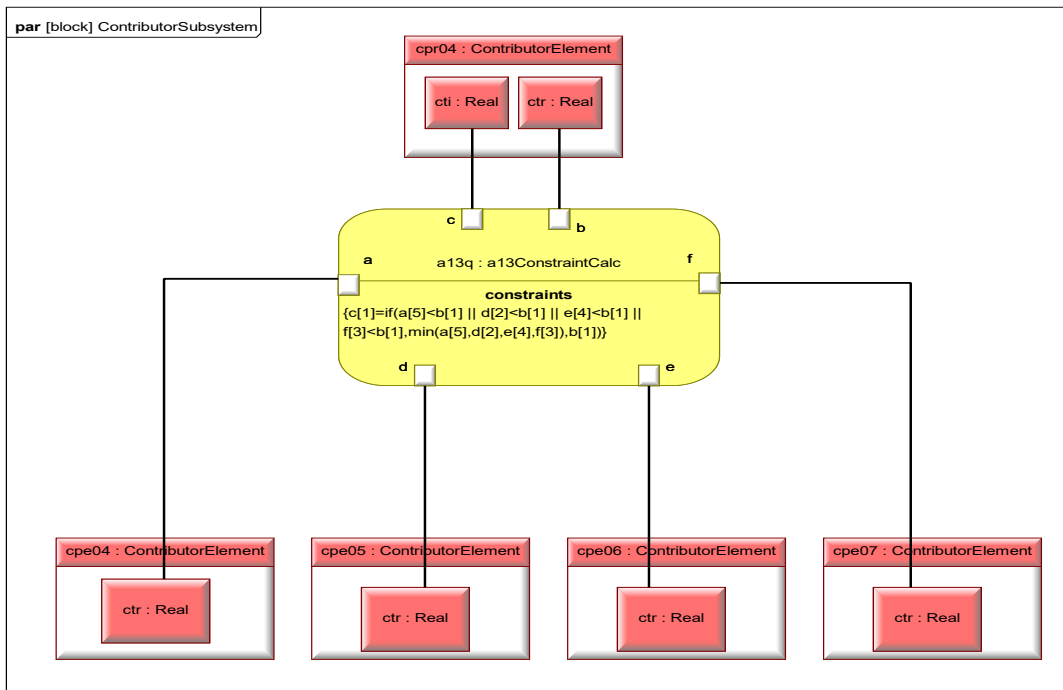 par [block] ContributorSubsystem
cpr04 : ContributorElement
cti : Real
ctr : Real
c
b
a
a13q : a13ConstraintCalc
f
constraints
{c[1]=if(a[5]<b[1] || d[2]<b[1] || e[4]<b[1] ||
f[3]<b[1],min(a[5],d[2],e[4],f[3]),b[1])}
d
e
cpe04 : ContributorElement
cpe05 : ContributorElement
cpe06 : ContributorElement
cpe07 : ContributorElement
ctr : Real
ctr : Real
ctr : Real
ctr : Real